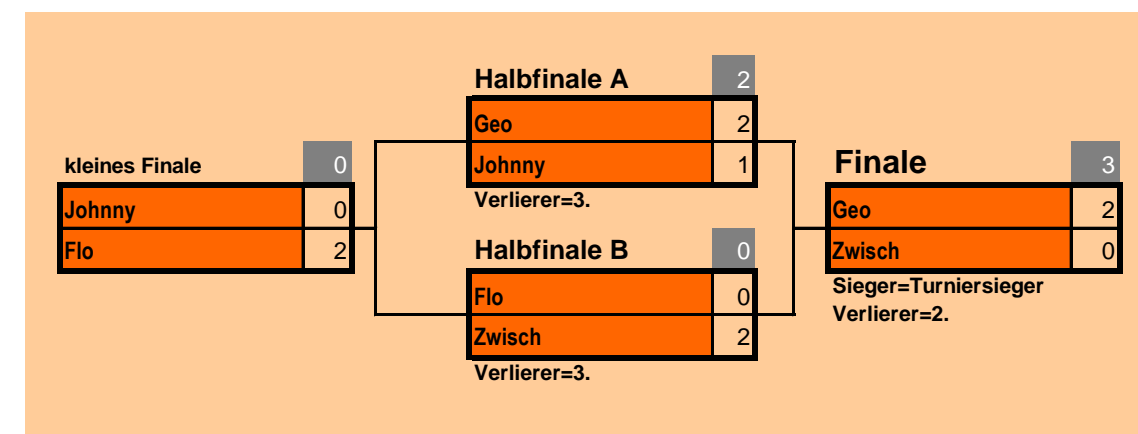 kleines Finale 0
Johnny 0
Flo 2
Halbfinale A 2
Geo 2
Johnny 1
Verlierer=3.
Halbfinale B 0
Flo 0
Zwisch 2
Verlierer=3.
Finale 3
Geo 2
Zwisch 0
Sieger=Turniersieger
Verlierer=2.